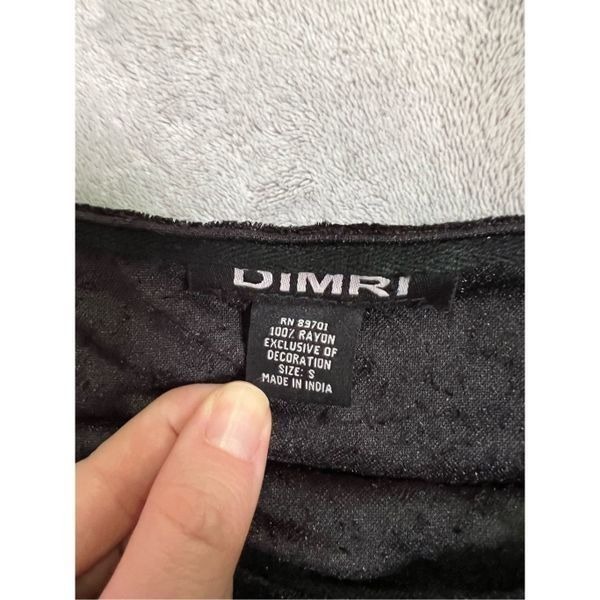 DIMRI
RN 89701
100% RAYON
EXCLUSIVE OF
DECORATION
SIZE: S
MADE IN INDIA